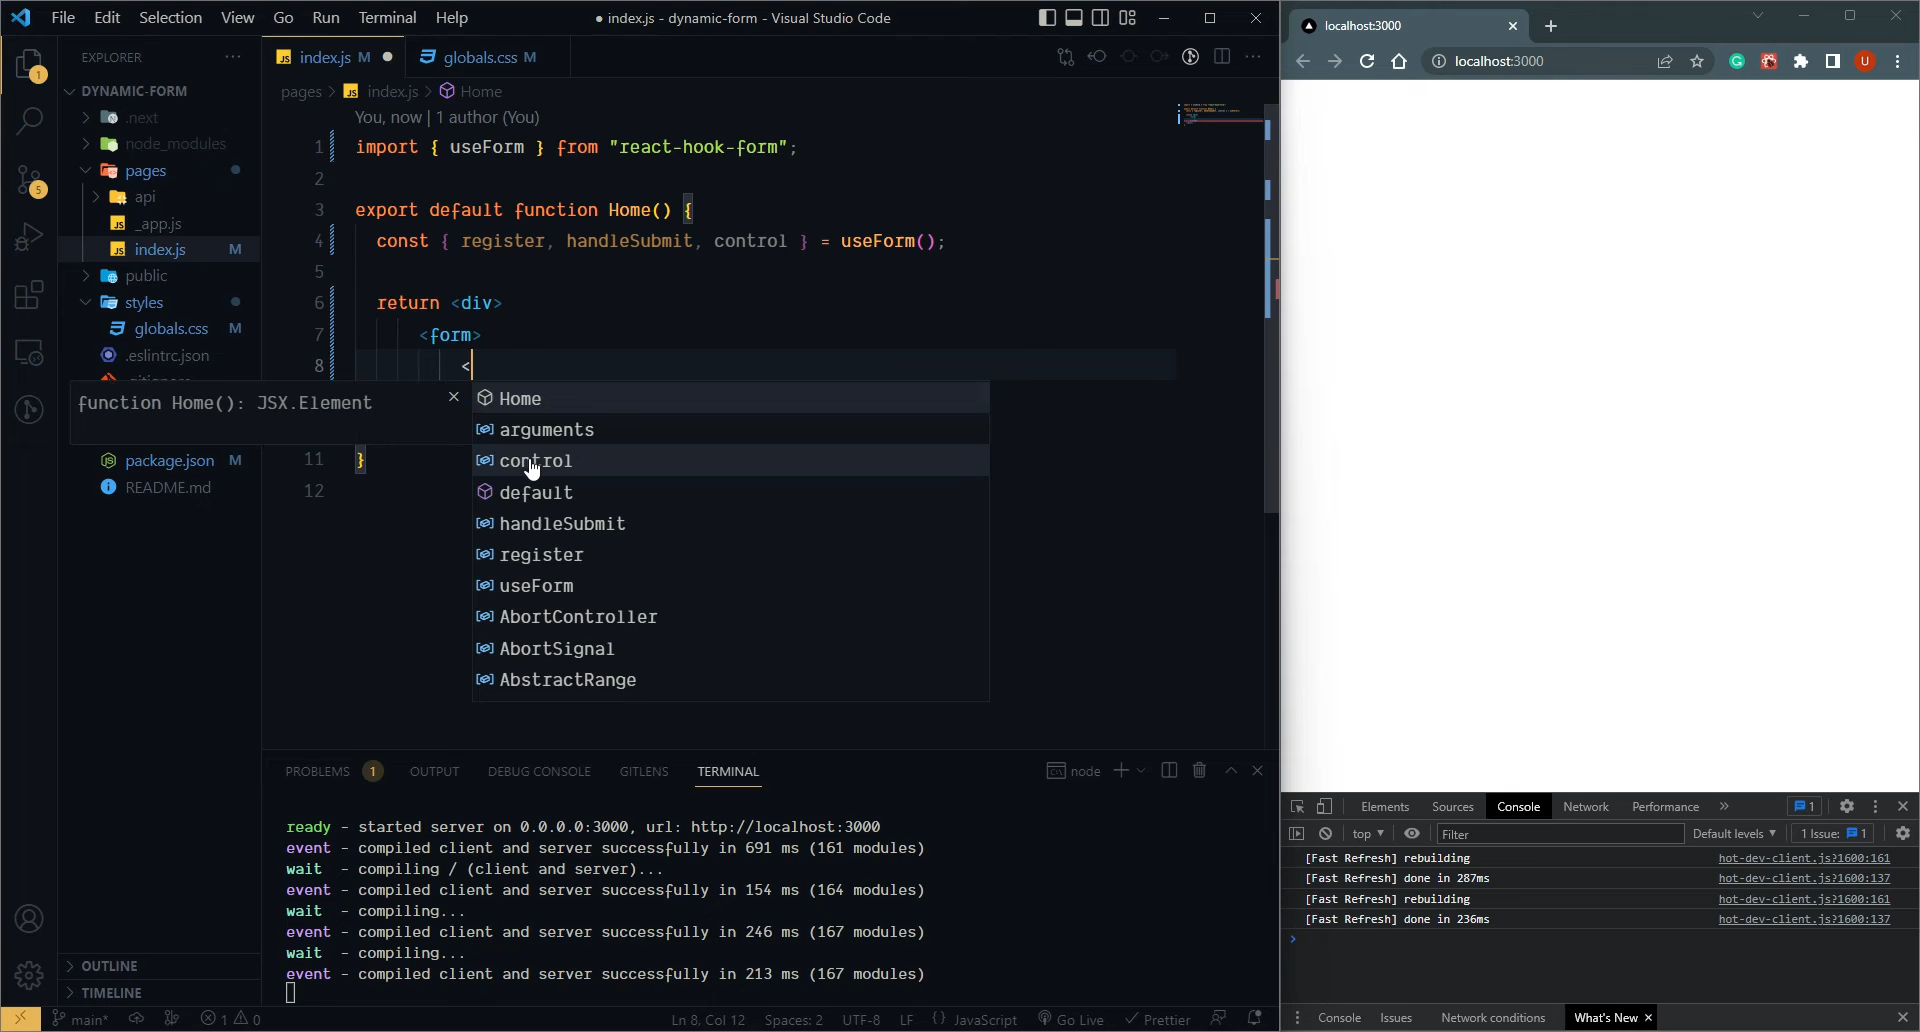 File Edit Selection View Go Run Terminal Help
● index.js - dynamic-form - Visual Studio Code
EXPLORER
DYNAMIC-FORM
.next
node_modules
pages
api
_app.js
index.js M
public
styles
globals.css M
.eslintrc.json
package.json M
README.md
OUTLINE
TIMELINE
1
5
index.js M ●
globals.css M
pages > index.js > Home
You, now | 1 author (You)
1 import { useForm } from "react-hook-form";
2
3 export default function Home() {
4 const { register, handleSubmit, control } = useForm();
5
6 return <div>
7 <form>
8 <
11 }
12
function Home(): JSX.Element
Home
arguments
control
default
handleSubmit
register
useForm
AbortController
AbortSignal
AbstractRange
PROBLEMS 1 OUTPUT DEBUG CONSOLE GITLENS TERMINAL
node
ready - started server on 0.0.0.0:3000, url: http://localhost:3000
event - compiled client and server successfully in 691 ms (161 modules)
wait - compiling / (client and server)...
event - compiled client and server successfully in 154 ms (164 modules)
wait - compiling...
event - compiled client and server successfully in 246 ms (167 modules)
wait - compiling...
event - compiled client and server successfully in 213 ms (167 modules)
main* 1 0 Ln 8, Col 12 Spaces: 2 UTF-8 LF {} JavaScript Go Live Prettier
localhost:3000
localhost:3000
U
Elements Sources Console Network Performance » 1
top Filter Default levels 1 Issue: 1
[Fast Refresh] rebuilding hot-dev-client.js?1600:161
[Fast Refresh] done in 287ms hot-dev-client.js?1600:137
[Fast Refresh] rebuilding hot-dev-client.js?1600:161
[Fast Refresh] done in 236ms hot-dev-client.js?1600:137
Console Issues Network conditions What's New